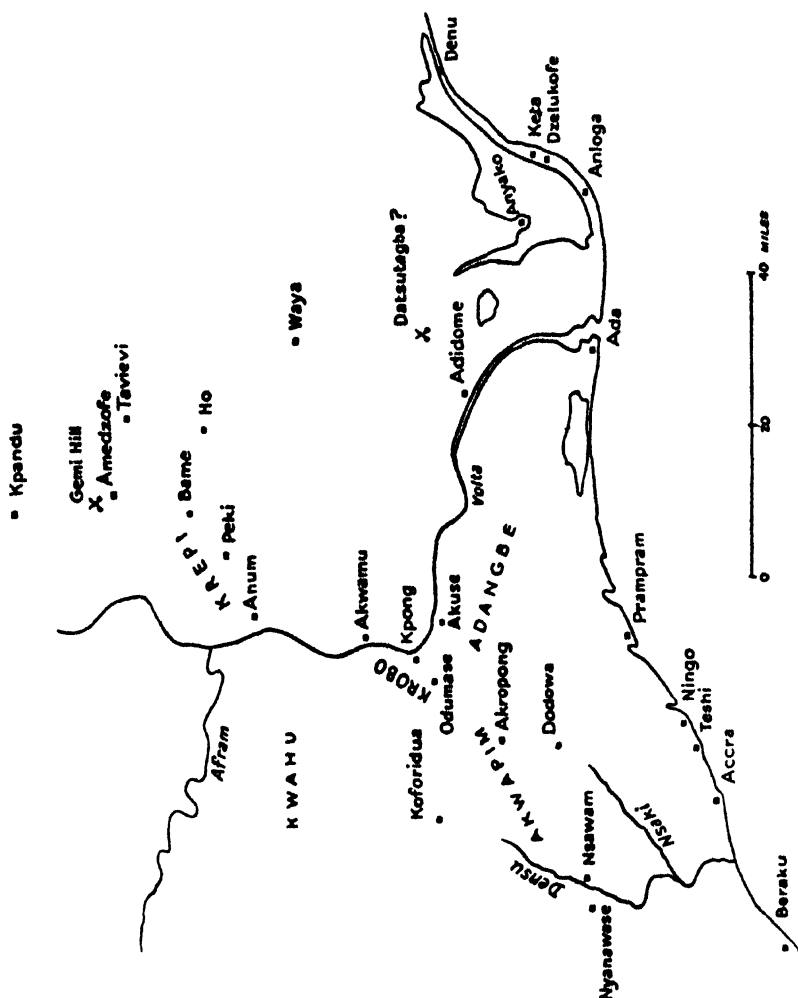 Kpandu
Gemi Hill
Amedzofe
Tavievi
KREPI
Bame
Ho
Peki
Anum
Waya
Afram
KWAHU
Akwamu
Kpong
KROBO
Odumase
Akuse
Koforidua
Volta
ADANGBE
Datsutagba?
Adidome
Anyako
Denu
Keta
Dzelukofe
Anloga
Ada
AKWAPIM
Akropong
Dodowa
Densu
Nsawam
Nsaki
Nyanawase
Prampram
Ningo
Teshi
Accra
Beraku
0 20 40 MILES